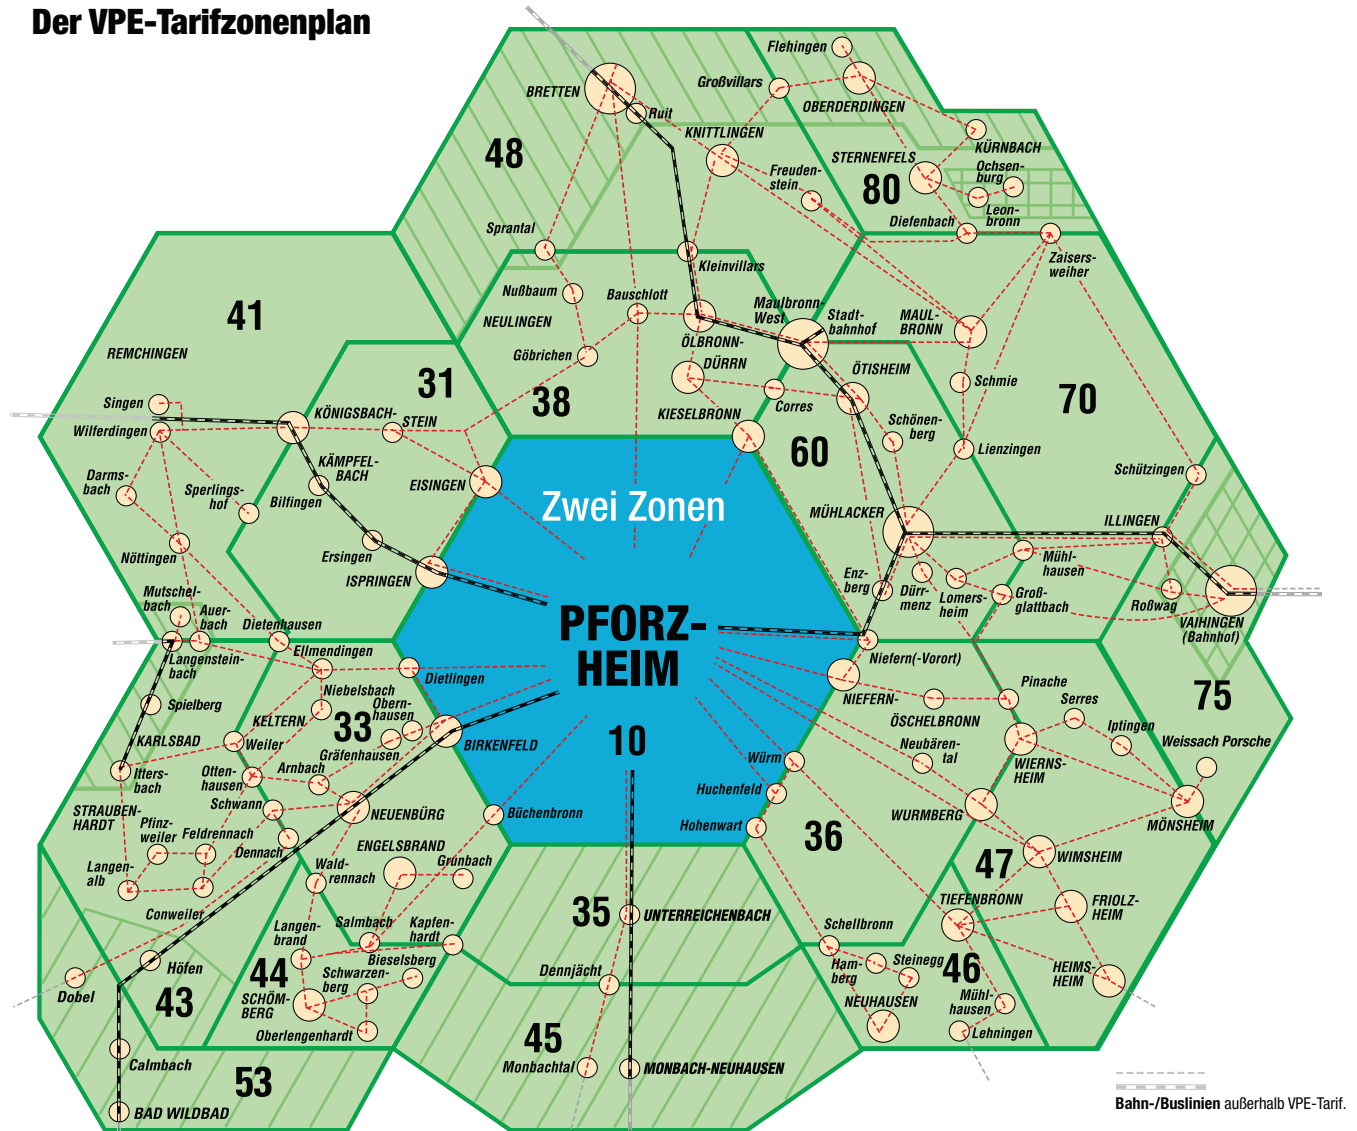 Der VPE-Tarifzonenplan
Flehingen
Großvillars
BRETTEN
OBERDERDINGEN
Ruit
KNITTLINGEN
KÜRNBACH
48
STERNENFELS
Ochsen-
burg
Freuden-
stein
80
Leon-
bronn
Diefenbach
Sprantal
Zaisers-
weiher
Kleinvillars
Nußbaum
Bauschlott
Maulbronn-
West
Stadt-
bahnhof
MAUL-
BRONN
41
NEULINGEN
ÖLBRONN-
DÜRRN
REMCHINGEN
Göbrichen
ÖTISHEIM
31
38
Schmie
70
Singen
KÖNIGSBACH-
STEIN
KIESELBRONN
Corres
Schönen-
berg
Wilferdingen
60
Lienzingen
KÄMPFEL-
BACH
Schützingen
Darms-
bach
Sperlings-
hof
Bilfingen
EISINGEN
Zwei Zonen
MÜHLACKER
ILLINGEN
Nöttingen
Ersingen
ISPRINGEN
Enz-
berg
Dürr-
menz
Lomers-
heim
Mühl-
hausen
Groß-
glattbach
Roßwag
VAIHINGEN
(Bahnhof)
Mutschel-
bach
Auer-
bach
Dietenhausen
PFORZ-
HEIM
Langenstein-
bach
Ellmendingen
Dietlingen
Niefern(-Vorort)
Niebelsbach
Obern-
hausen
NIEFERN-
ÖSCHELBRONN
Pinache
Serres
75
Spielberg
KELTERN
33
Iptingen
KARLSBAD
Weiler
Gräfenhausen
BIRKENFELD
10
Neubären-
tal
WIERNS-
HEIM
Weissach Porsche
Itters-
bach
Otten-
hausen
Arnbach
Würm
STRAUBEN-
HARDT
Schwann
NEUENBÜRG
Büchenbronn
Huchenfeld
WURMBERG
MÖNSHEIM
Pfinz-
weiler
Feldrennach
Dennach
Hohenwart
36
ENGELSBRAND
47
WIMSHEIM
Langen-
alb
Wald-
rennach
Grunbach
TIEFENBRONN
FRIOLZ-
HEIM
Conweiler
35
UNTERREICHENBACH
Langen-
brand
Salmbach
Kapfen-
hardt
Schellbronn
Höfen
44
Bieselsberg
Dennjächt
Ham-
berg
Steinegg
46
HEIMS-
HEIM
Dobel
43
Schwarzen-
berg
SCHÖM-
BERG
NEUHAUSEN
Mühl-
hausen
Oberlengenhardt
45
Lehningen
Calmbach
53
Monbachtal
MONBACH-NEUHAUSEN
BAD WILDBAD
Bahn-/Buslinien außerhalb VPE-Tarif.